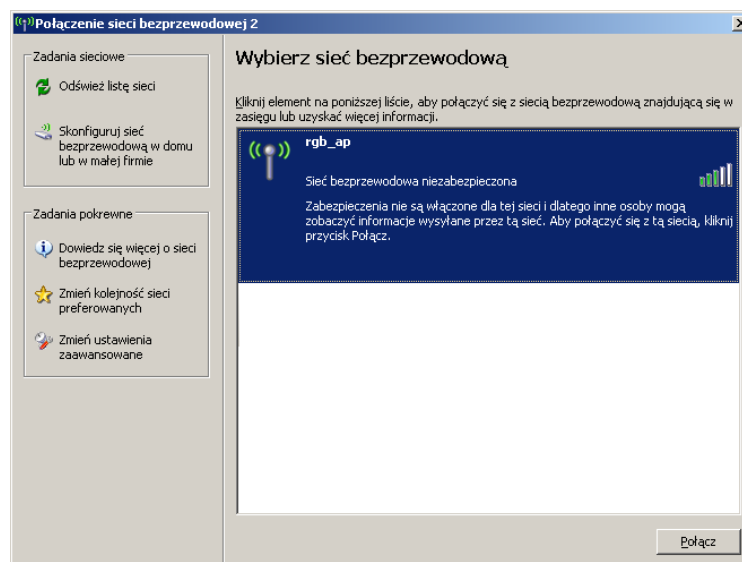 Połączenie sieci bezprzewodowej 2
Zadania sieciowe
Odśwież listę sieci
Skonfiguruj sieć
bezprzewodową w domu
lub w małej firmie
Zadania pokrewne
Dowiedz się więcej o sieci
bezprzewodowej
Zmień kolejność sieci
preferowanych
Zmień ustawienia
zaawansowane
Wybierz sieć bezprzewodową
Kliknij element na poniższej liście, aby połączyć się z siecią bezprzewodową znajdującą się w
zasięgu lub uzyskać więcej informacji.
rgb_ap
Sieć bezprzewodowa niezabezpieczona
Zabezpieczenia nie są włączone dla tej sieci i dlatego inne osoby mogą
zobaczyć informacje wysyłane przez tą sieć. Aby połączyć się z tą siecią, kliknij
przycisk Połącz.
Połącz